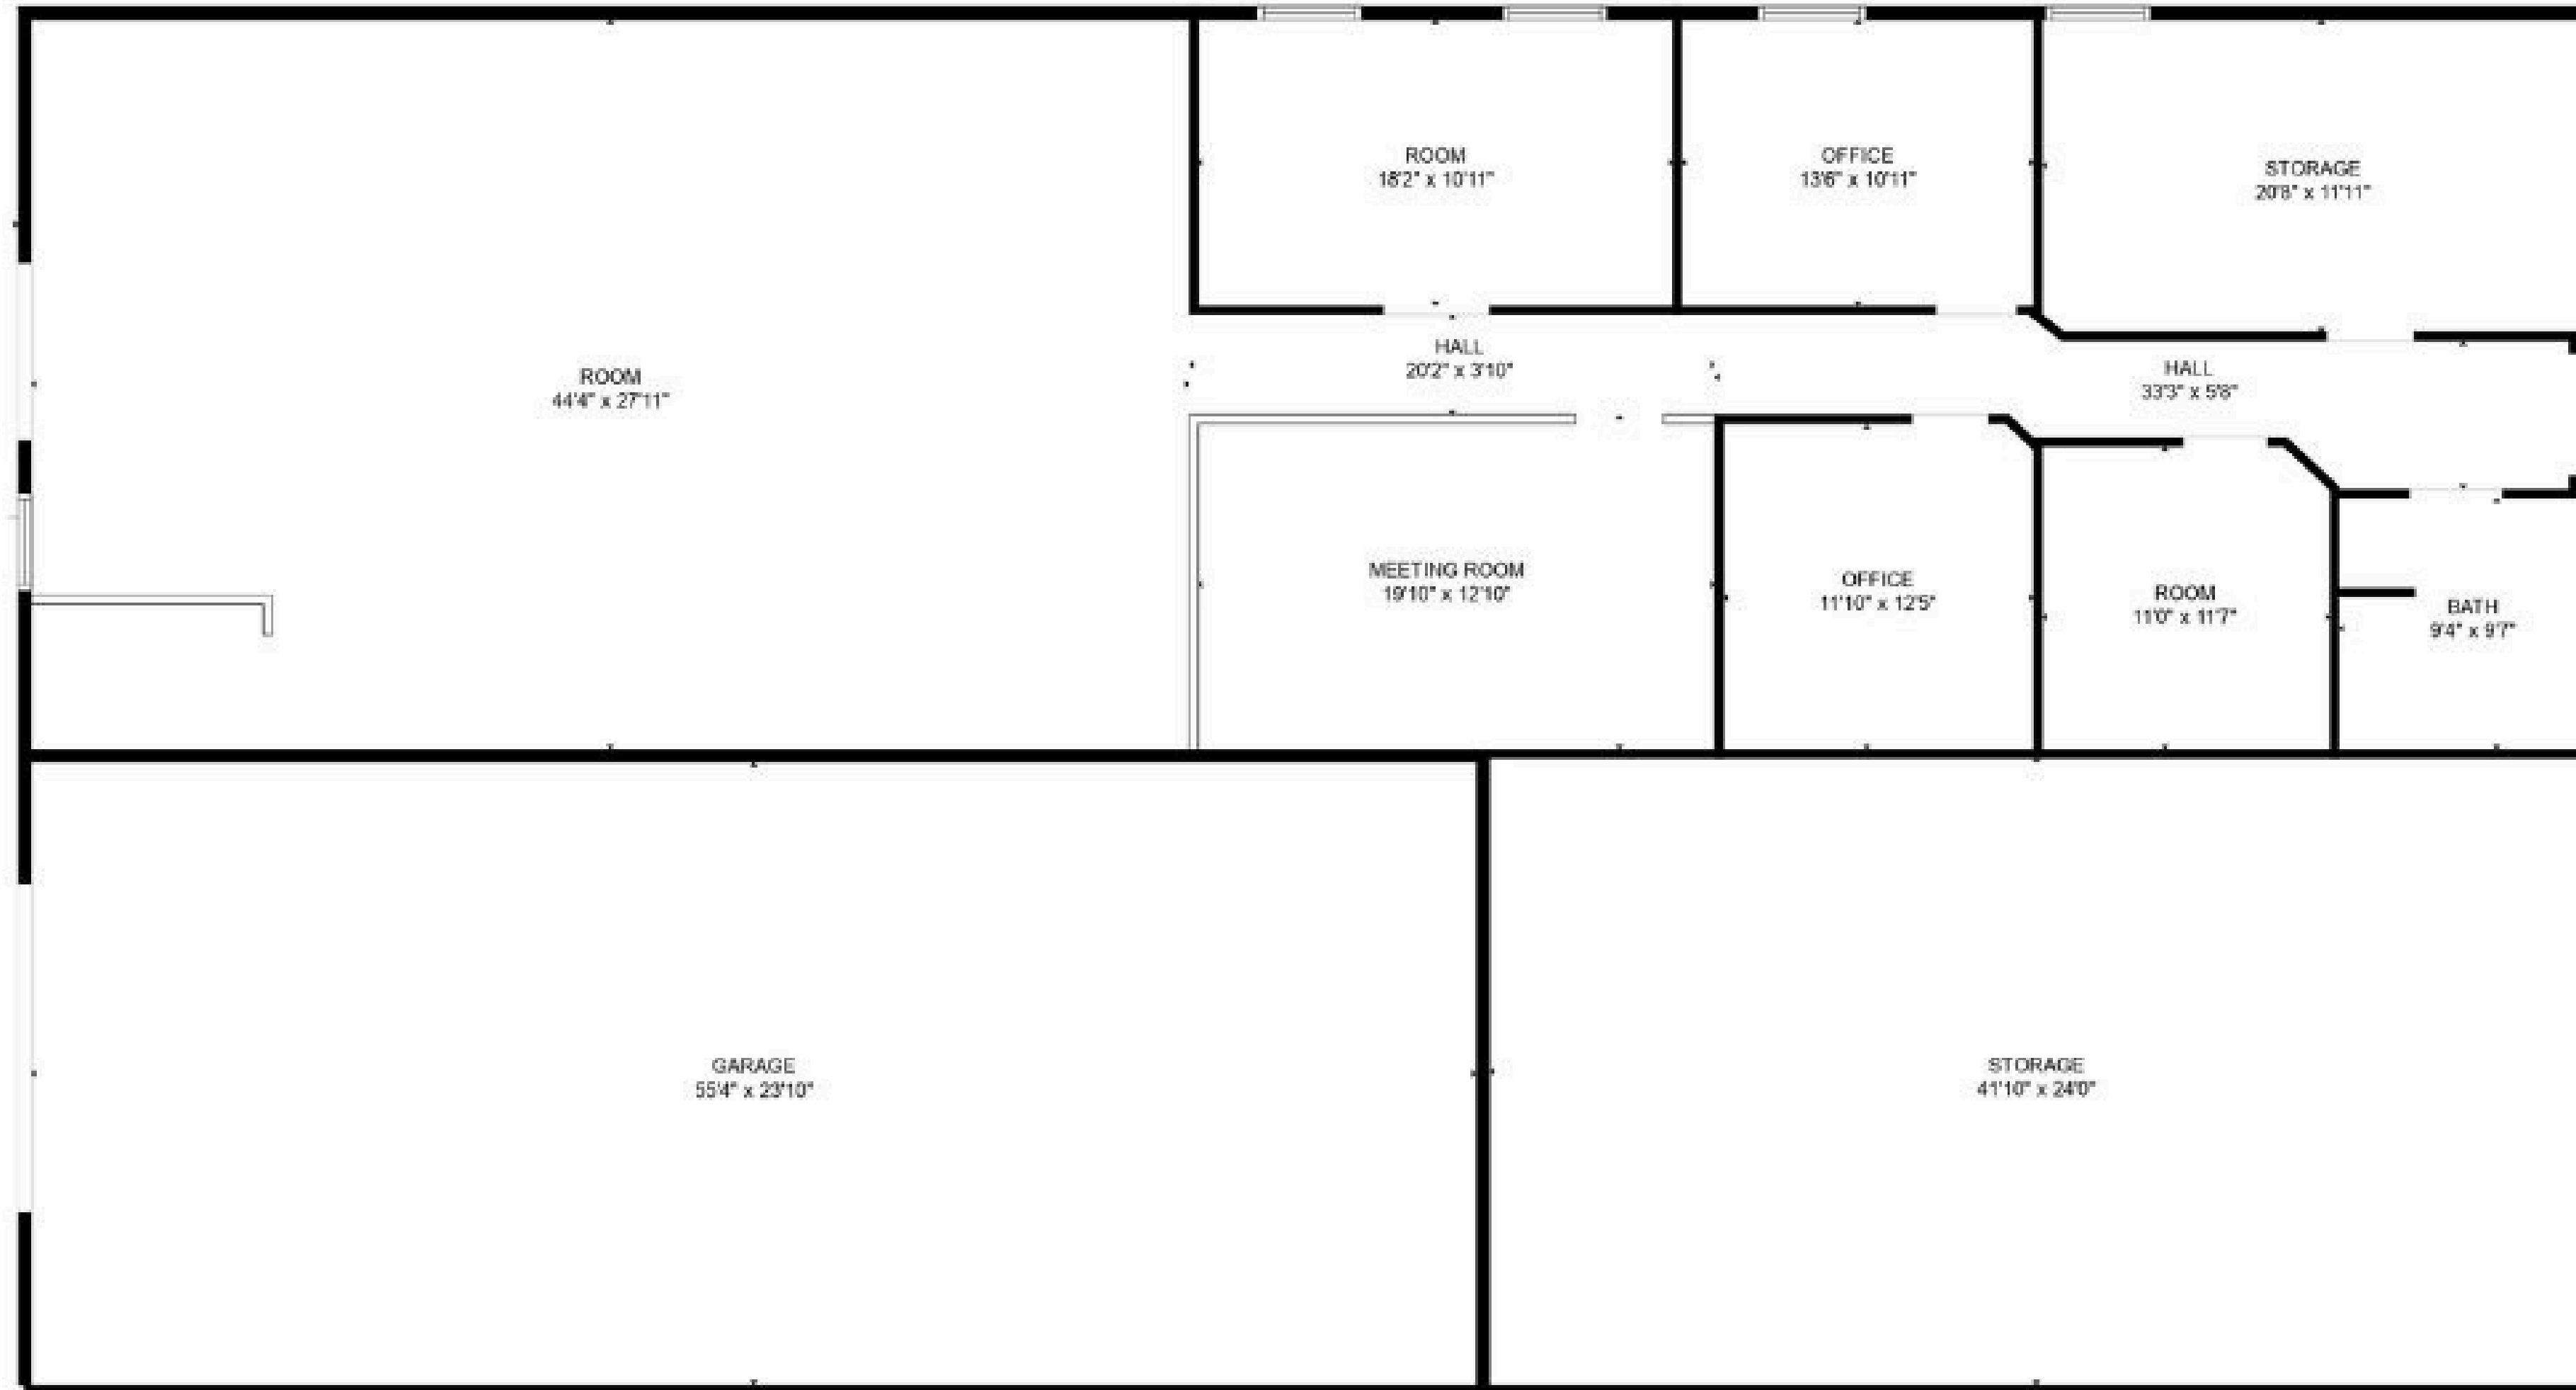 ROOM
18'2" x 10'11"
OFFICE
13'6" x 10'11"
STORAGE
20'8" x 11'11"
ROOM
44'4" x 27'11"
HALL
20'2" x 3'10"
HALL
33'3" x 5'8"
MEETING ROOM
19'10" x 12'10"
OFFICE
11'10" x 12'5"
ROOM
11'0" x 11'7"
BATH
9'4" x 9'7"
GARAGE
55'4" x 23'10"
STORAGE
41'10" x 24'0"